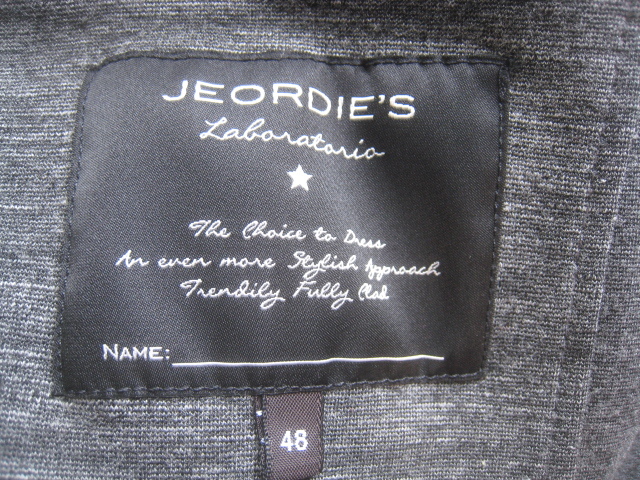 JEORDIE'S
Laboratorio
The Choice to Dress
An even more Stylish Approach
Trendily Fully Clad
NAME:
48